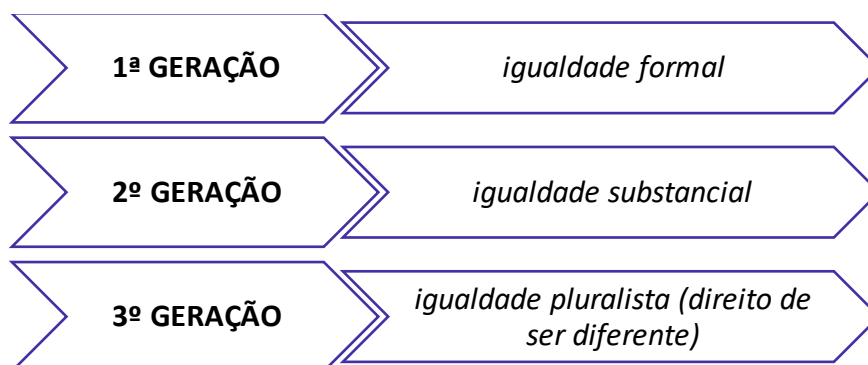 1ª GERAÇÃO
igualdade formal
2º GERAÇÃO
igualdade substancial
3º GERAÇÃO
igualdade pluralista (direito de
ser diferente)